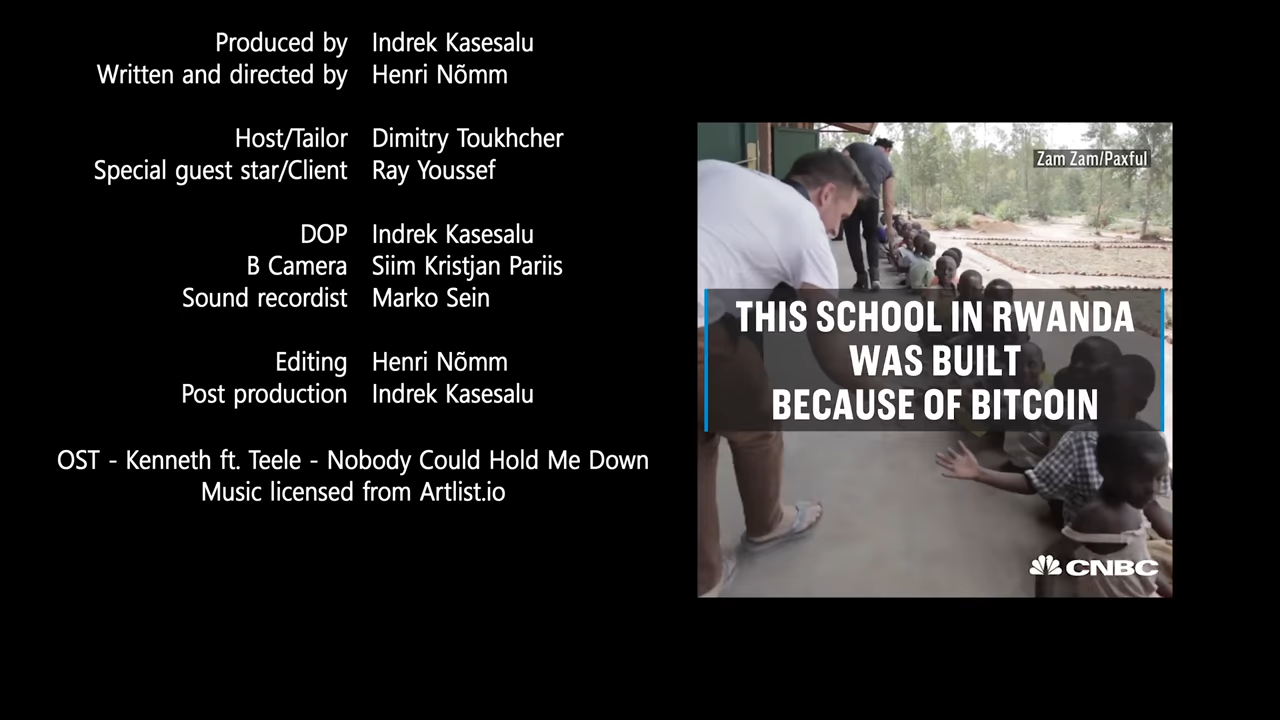 Produced by Indrek Kasesalu
Written and directed by Henri Nõmm
Host/Tailor Dimitry Toukhcher
Special guest star/Client Ray Youssef
DOP Indrek Kasesalu
B Camera Siim Kristjan Pariis
Sound recordist Marko Sein
Editing Henri Nõmm
Post production Indrek Kasesalu
OST - Kenneth ft. Teele - Nobody Could Hold Me Down
Music licensed from Artlist.io
Zam Zam/Paxful
THIS SCHOOL IN RWANDA
WAS BUILT
BECAUSE OF BITCOIN
CNBC